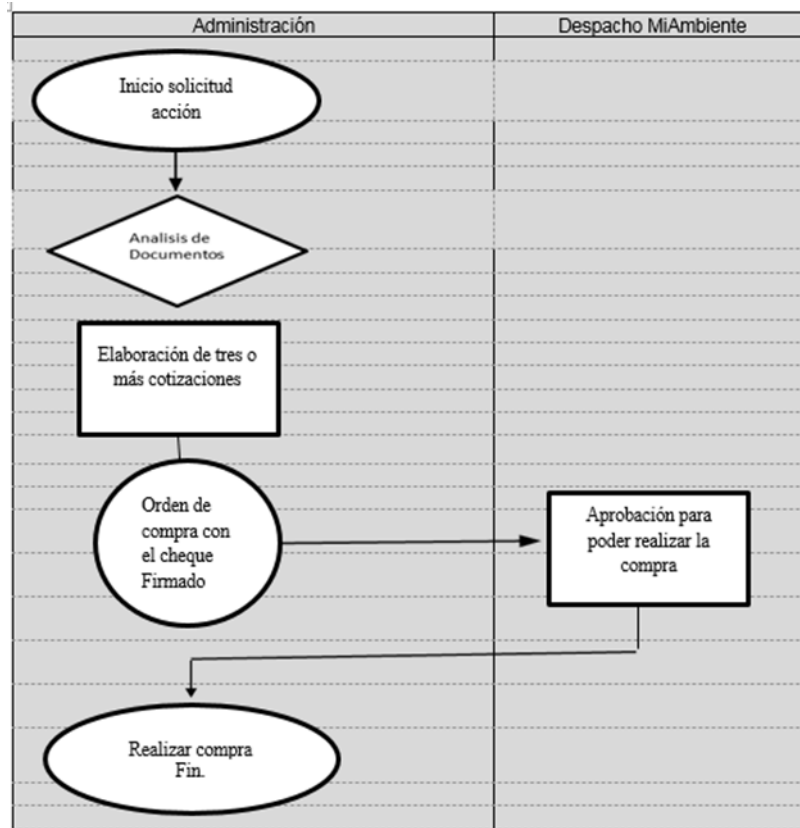 Administración
Despacho MiAmbiente
Inicio solicitud
acción
Analisis de
Documentos
Elaboración de tres o
más cotizaciones
Orden de
compra con
el cheque
Firmado
Aprobación para
poder realizar la
compra
Realizar compra
Fin.